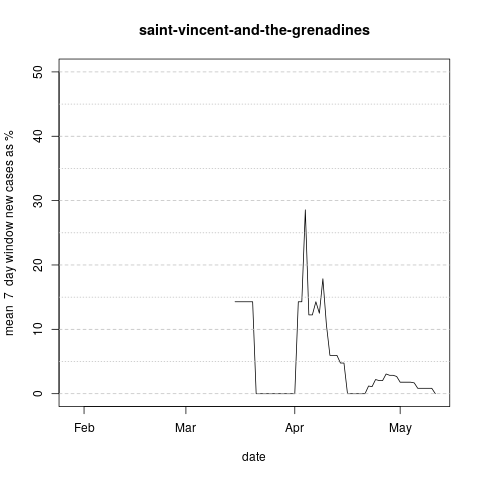 saint-vincent-and-the-grenadines
mean  7  day window new cases as %
50
40
30
20
10
0
Feb
Mar
Apr
May
date